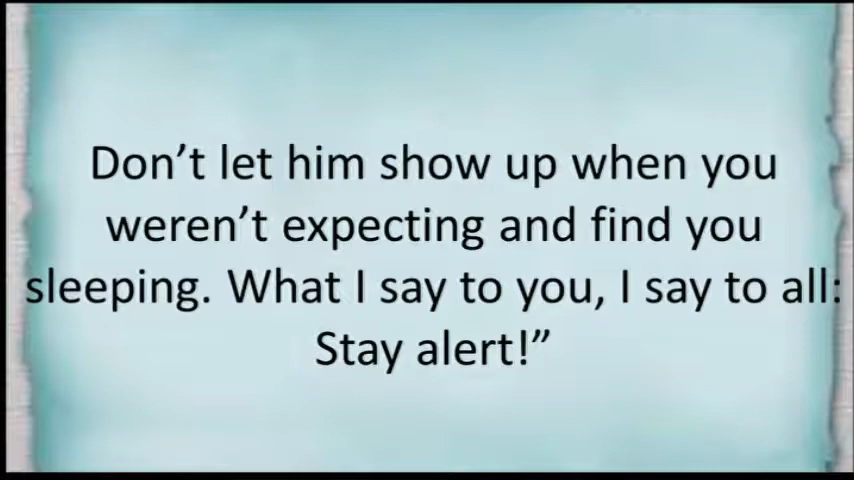 Don’t let him show up when you
weren’t expecting and find you
sleeping. What I say to you, I say to all:
Stay alert!”